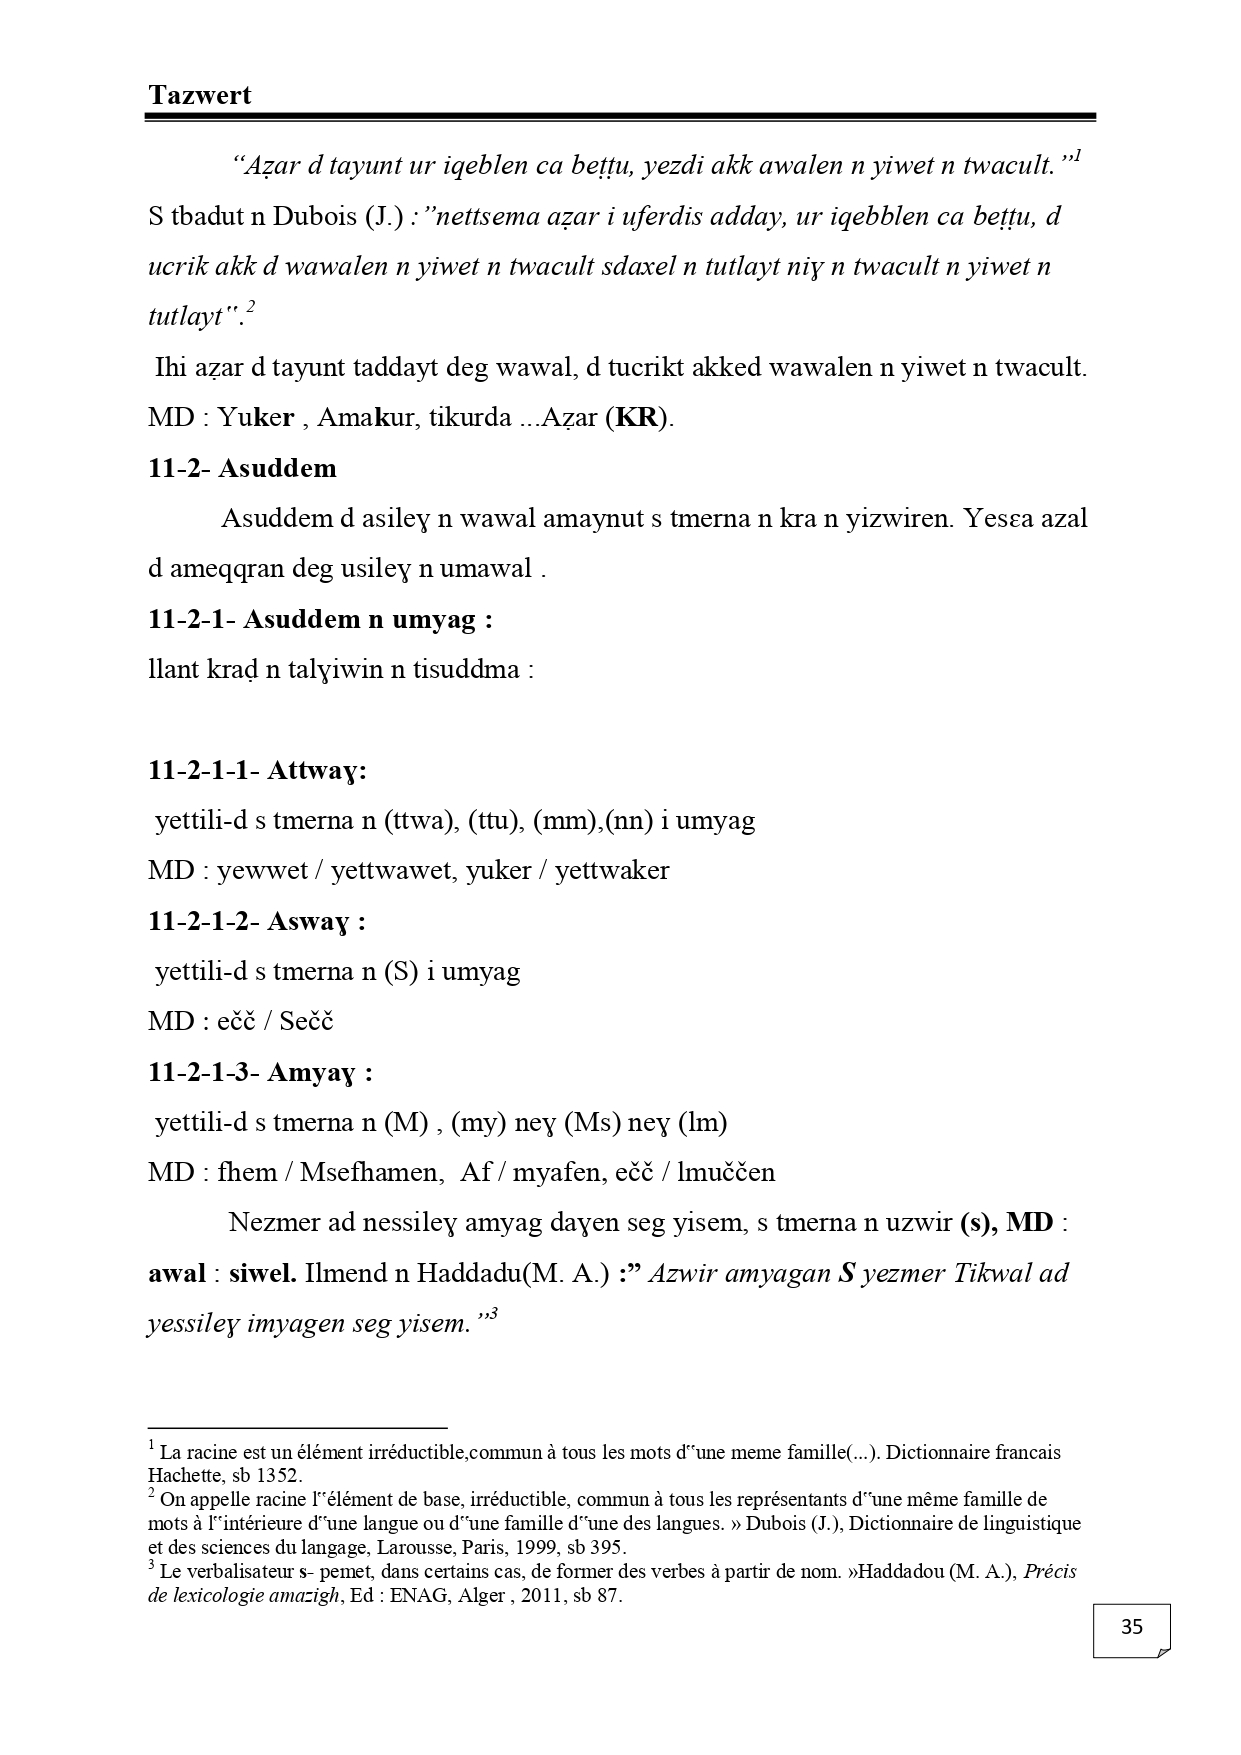 Tazwert
“Aẓar d tayunt ur iqeblen ca beṭṭu, yezdi akk awalen n yiwet n twacult.”1
S tbadut n Dubois (J.) :”nettsema aẓar i uferdis adday, ur iqebblen ca beṭṭu, d
ucrik akk d wawalen n yiwet n twacult sdaxel n tutlayt niɣ n twacult n yiwet n
tutlayt‟‟.2
Ihi aẓar d tayunt taddayt deg wawal, d tucrikt akked wawalen n yiwet n twacult.
MD : Yuker , Amakur, tikurda ...Aẓar (KR).
11-2- Asuddem
Asuddem d asileɣ n wawal amaynut s tmerna n kra n yizwiren. Yesɛa azal
d ameqqran deg usileɣ n umawal .
11-2-1- Asuddem n umyag :
llant kraḍ n talɣiwin n tisuddma :
11-2-1-1- Attwaɣ:
yettili-d s tmerna n (ttwa), (ttu), (mm),(nn) i umyag
MD : yewwet / yettwawet, yuker / yettwaker
11-2-1-2- Aswaɣ :
yettili-d s tmerna n (S) i umyag
MD : ečč / Sečč
11-2-1-3- Amyaɣ :
yettili-d s tmerna n (M) , (my) neɣ (Ms) neɣ (lm)
MD : fhem / Msefhamen, Af / myafen, ečč / lmuččen
Nezmer ad nessileɣ amyag daɣen seg yisem, s tmerna n uzwir (s), MD :
awal : siwel. Ilmend n Haddadu(M. A.) :” Azwir amyagan S yezmer Tikwal ad
yessileɣ imyagen seg yisem.”3
1 La racine est un élément irréductible,commun à tous les mots d‟‟une meme famille(...). Dictionnaire francais
Hachette, sb 1352.
2 On appelle racine l‟‟élément de base, irréductible, commun à tous les représentants d‟‟une même famille de
mots à l‟‟intérieure d‟‟une langue ou d‟‟une famille d‟‟une des langues. » Dubois (J.), Dictionnaire de linguistique
et des sciences du langage, Larousse, Paris, 1999, sb 395.
3 Le verbalisateur s- pemet, dans certains cas, de former des verbes à partir de nom. »Haddadou (M. A.), Précis
de lexicologie amazigh, Ed : ENAG, Alger , 2011, sb 87.
35